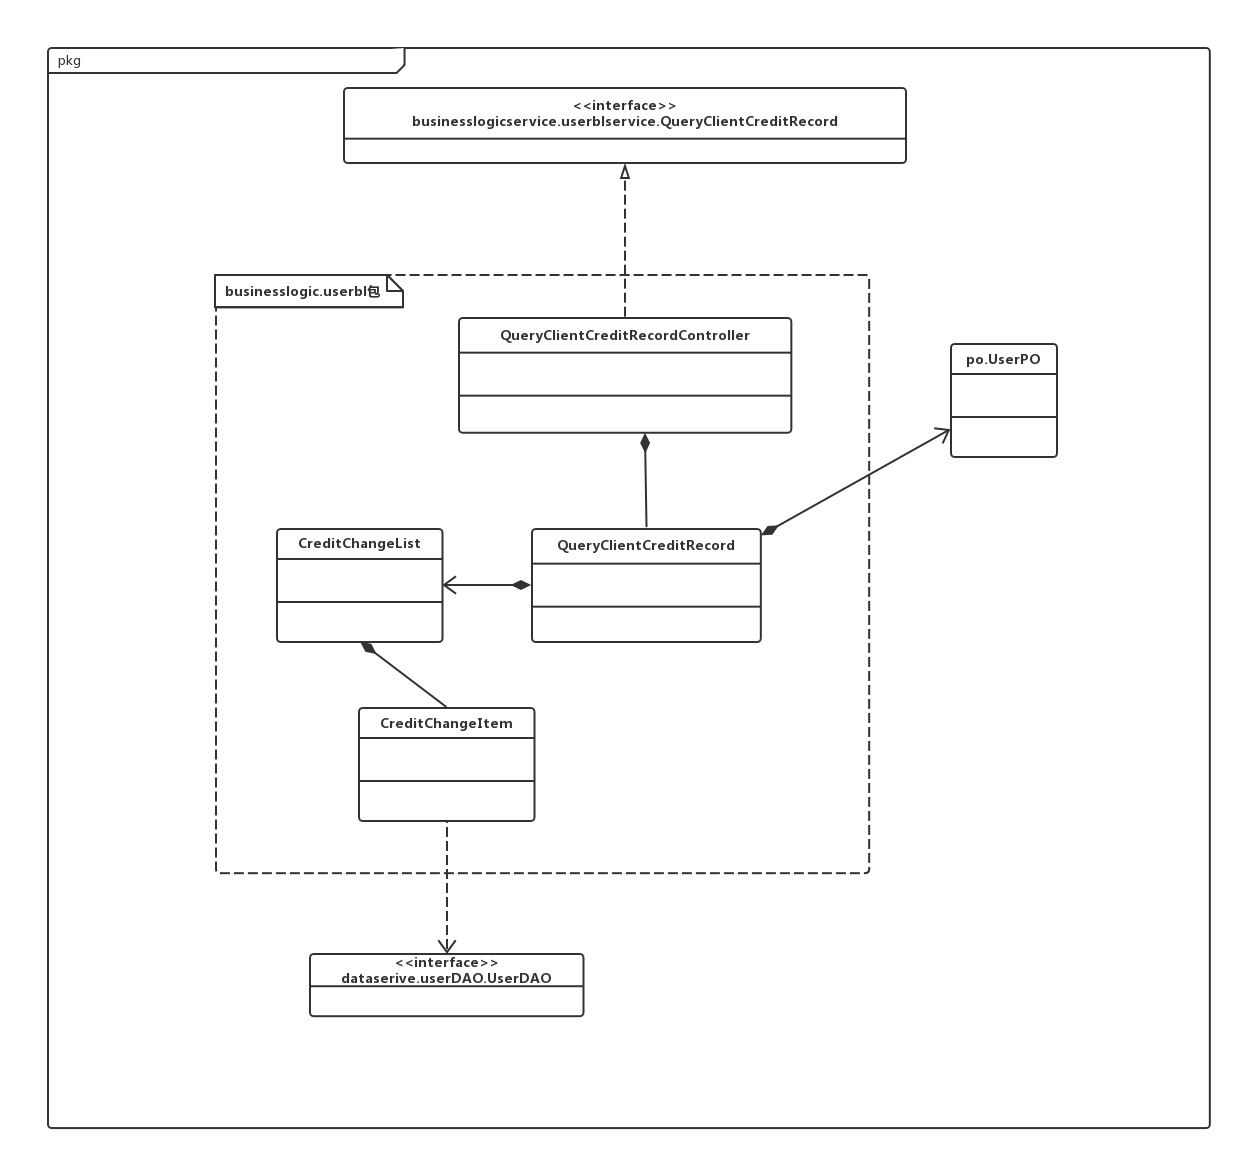 pkg
<<interface>>
businesslogicservice.userblservice.QueryClientCreditRecord
businesslogic.userbl包
QueryClientCreditRecordController
po.UserPO
CreditChangeList
QueryClientCreditRecord
CreditChangeItem
<<interface>>
dataserive.userDAO.UserDAO